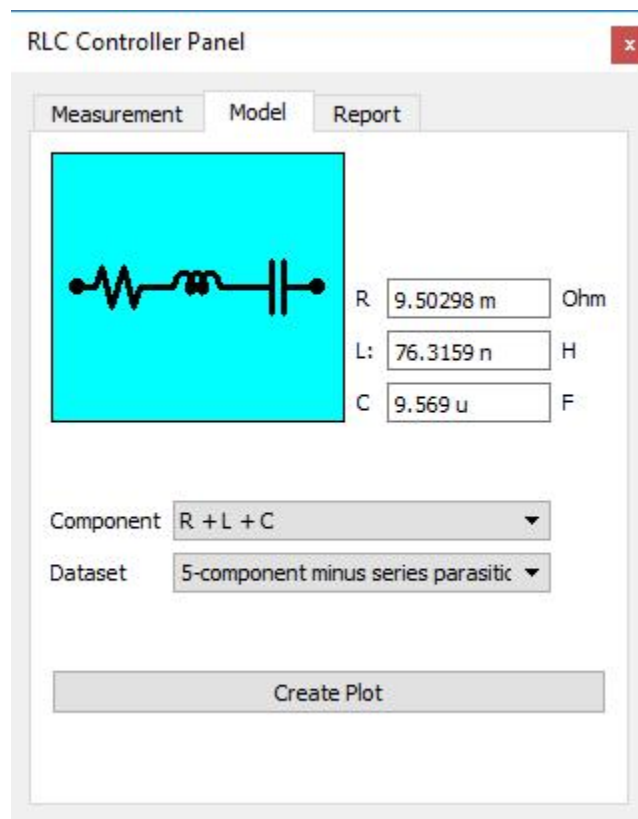 RLC Controller Panel x
Measurement Model Report
R 9.50298 m Ohm
L: 76.3159 n H
C 9.569 u F
Component R + L + C
Dataset 5-component minus series parasitic
Create Plot